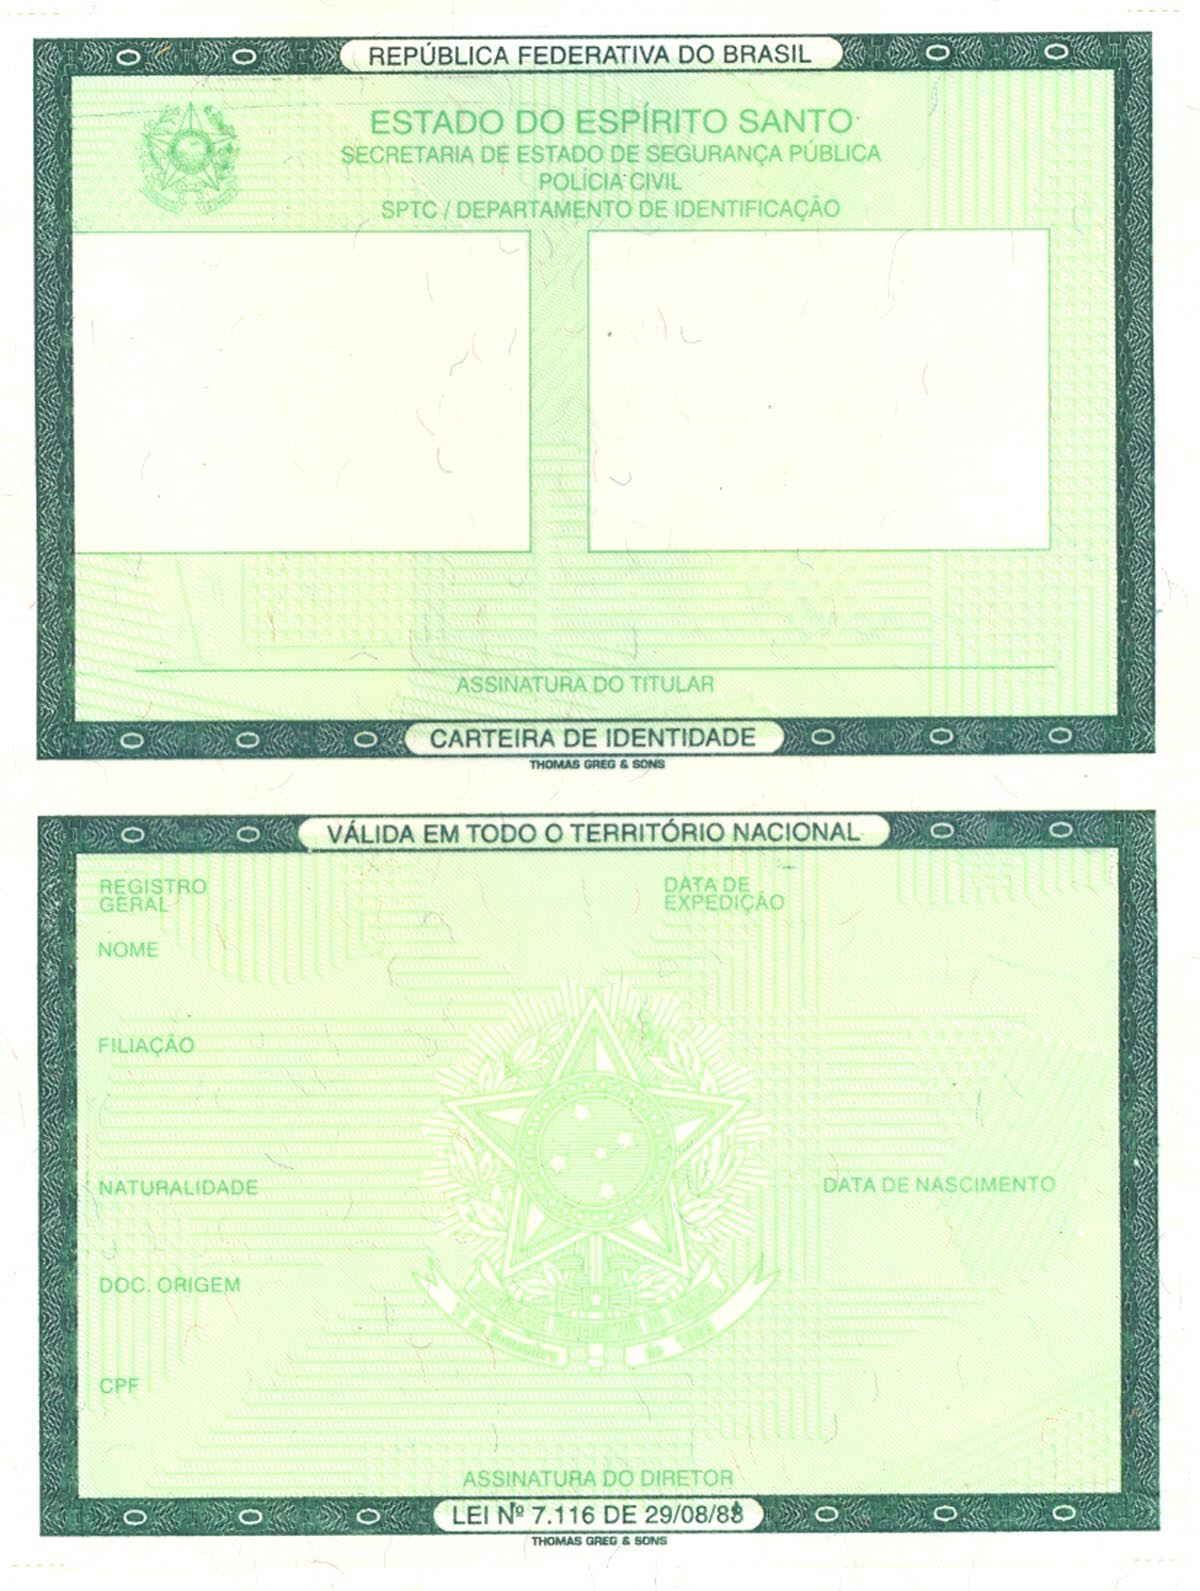 REPÚBLICA FEDERATIVA DO BRASIL
ESTADO DO ESPÍRITO SANTO
SECRETARIA DE ESTADO DE SEGURANÇA PÚBLICA
POLÍCIA CIVIL
SPTC / DEPARTAMENTO DE IDENTIFICAÇÃO
ASSINATURA DO TITULAR
CARTEIRA DE IDENTIDADE
THOMAS GREG & SONS
VÁLIDA EM TODO O TERRITÓRIO NACIONAL
REGISTRO
GERAL
DATA DE
EXPEDIÇÃO
NOME
FILIAÇÃO
NATURALIDADE
DATA DE NASCIMENTO
DOC. ORIGEM
CPF
ASSINATURA DO DIRETOR
LEI Nº 7.116 DE 29/08/83
THOMAS GREG & SONS